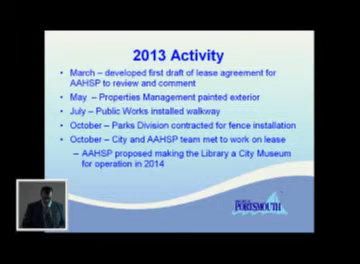 2013 Activity
• March – developed first draft of lease agreement for
AAHSP to review and comment
• May – Properties Management painted exterior
• July – Public Works installed walkway
• October – Parks Division contracted for fence installation
• October – City and AAHSP team met to work on lease
– AAHSP proposed making the Library a City Museum
for operation in 2014
PORTSMOUTH